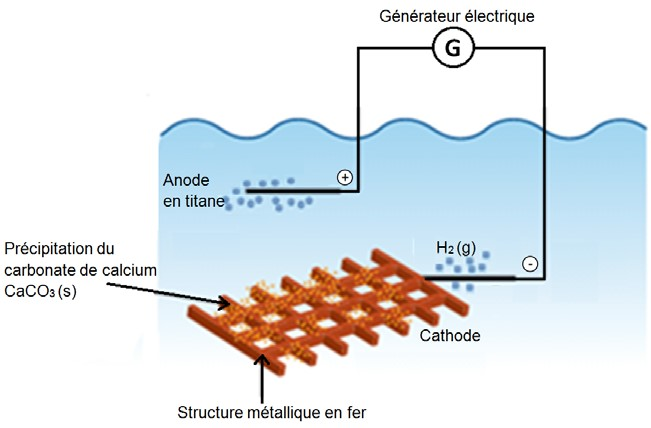 Générateur électrique
G
Anode
en titane
+
Précipitation du
carbonate de calcium
CaCO3 (s)
H2 (g)
-
Cathode
Structure métallique en fer